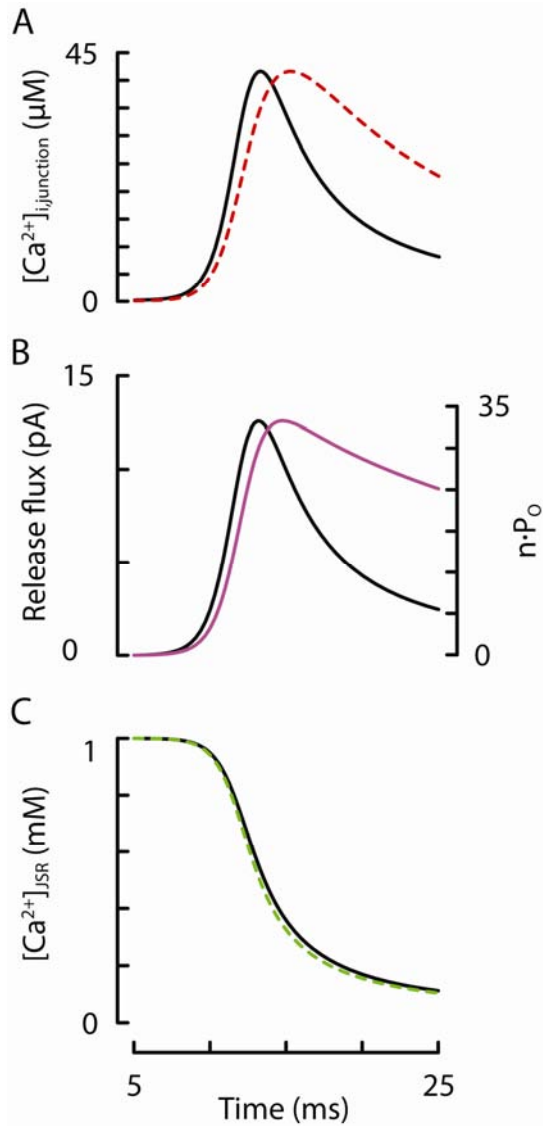 A
45
[Ca²⁺]i,junction (µM)
0
B
15
35
Release flux (pA)
n·PO
0
0
C
1
[Ca²⁺]JSR (mM)
0
5
25
Time (ms)